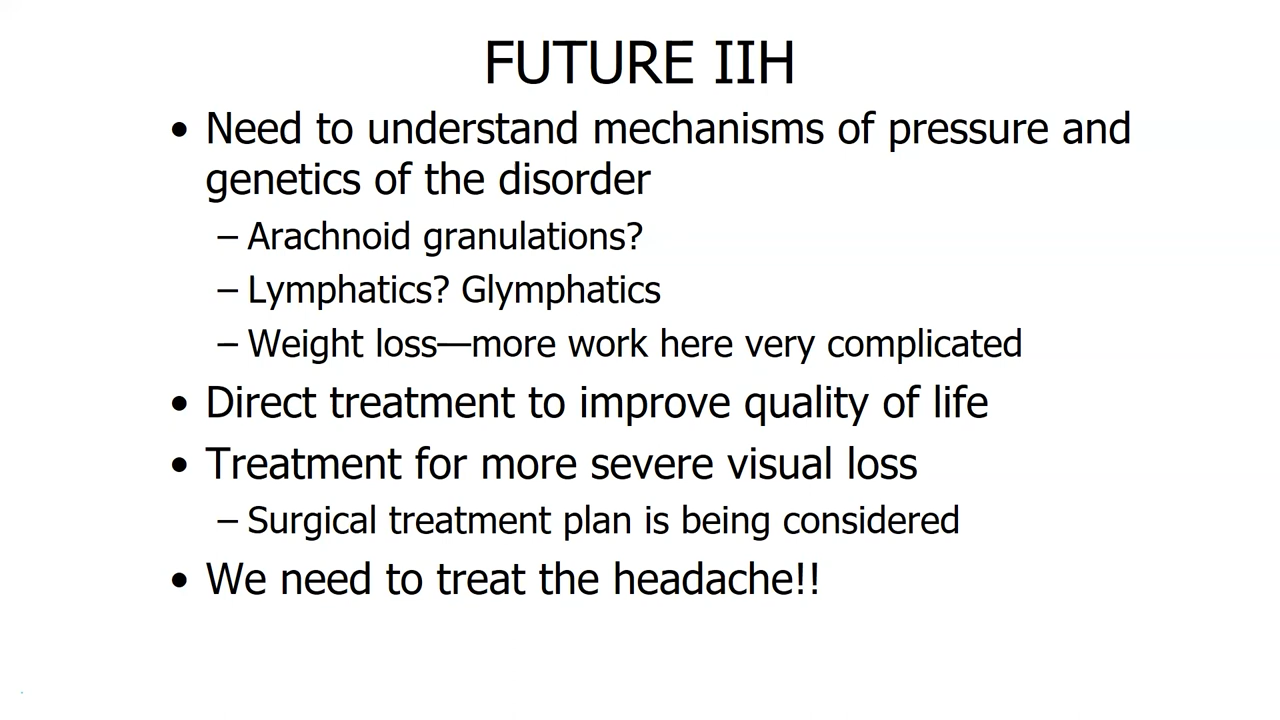 FUTURE IIH
• Need to understand mechanisms of pressure and
genetics of the disorder
– Arachnoid granulations?
– Lymphatics? Glymphatics
– Weight loss—more work here very complicated
• Direct treatment to improve quality of life
• Treatment for more severe visual loss
– Surgical treatment plan is being considered
• We need to treat the headache!!